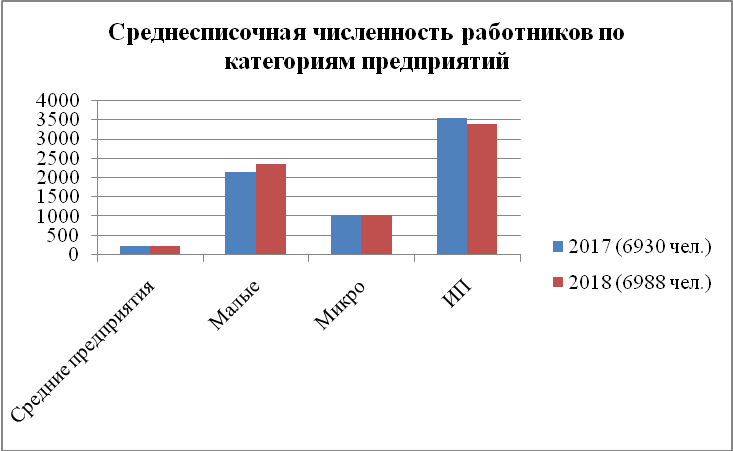 Среднесписочная численность работников по
категориям предприятий
4000
3500
3000
2500
2000
1500
1000
500
0
Средние предприятия
Малые
Микро
ИП
2017 (6930 чел.)
2018 (6988 чел.)